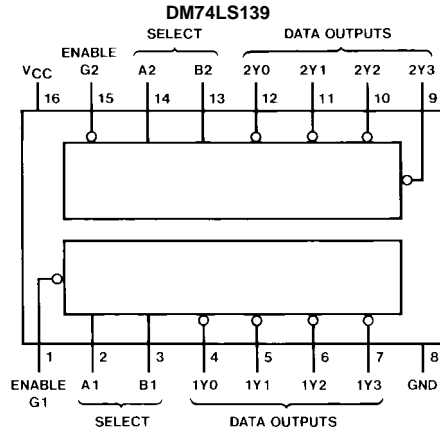 DM74LS139
SELECT DATA OUTPUTS
ENABLE
VCC G2 A2 B2 2Y0 2Y1 2Y2 2Y3
16 15 14 13 12 11 10 9
1 2 3 4 5 6 7 8
ENABLE A1 B1 1Y0 1Y1 1Y2 1Y3 GND
G1
SELECT DATA OUTPUTS